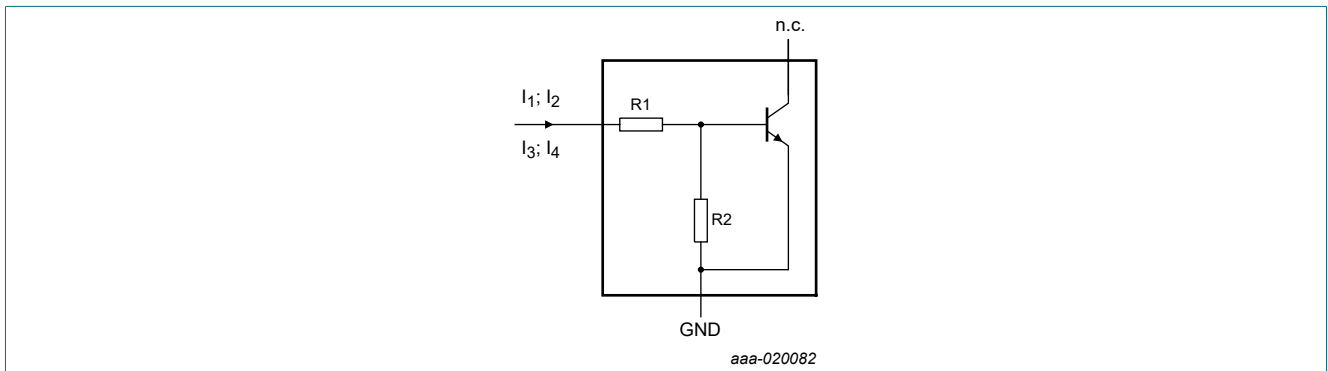 n.c.
I1; I2
R1
I3; I4
R2
GND
aaa-020082